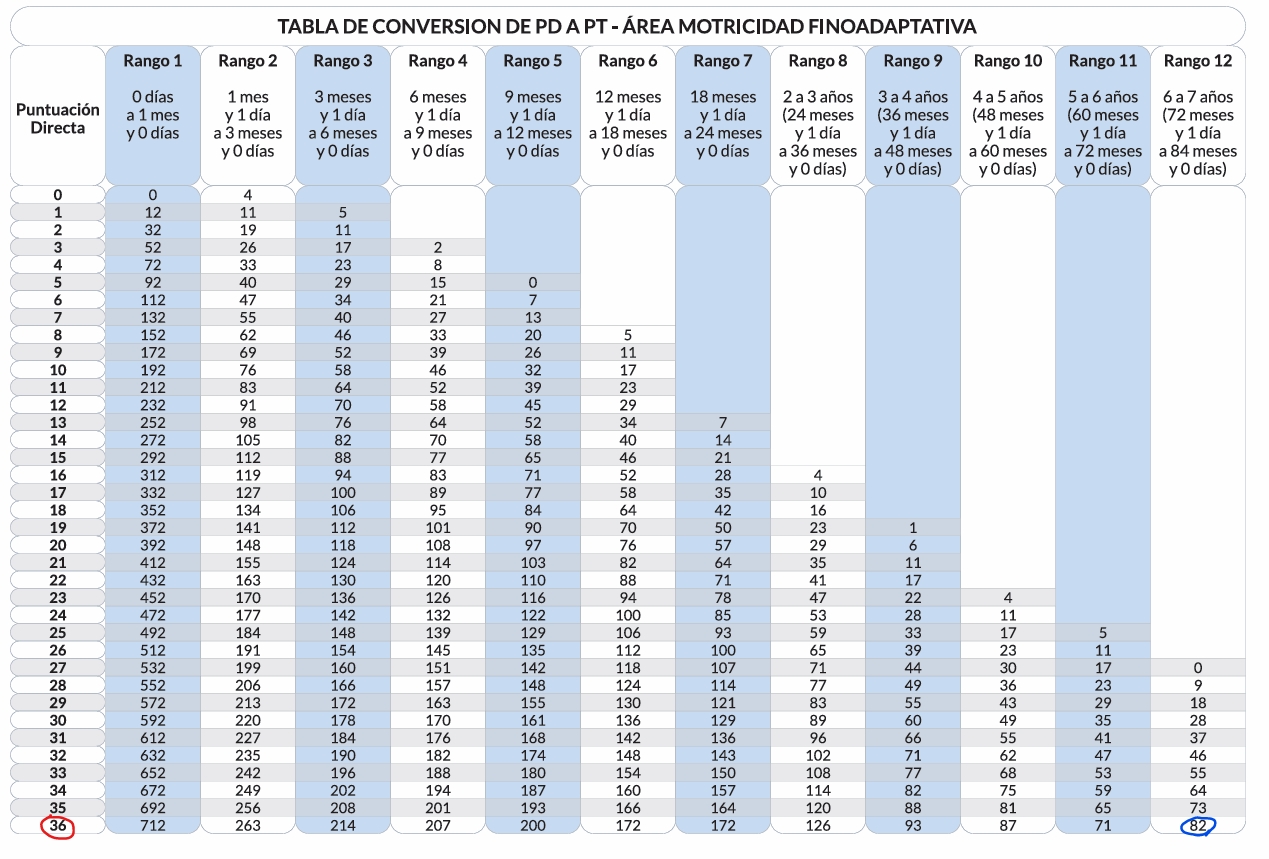 TABLA DE CONVERSION DE PD A PT - ÁREA MOTRICIDAD FINOADAPTATIVA
Puntuación Directa
Rango 1 0 días a 1 mes y 0 días
Rango 2 1 mes y 1 día a 3 meses y 0 días
Rango 3 3 meses y 1 día a 6 meses y 0 días
Rango 4 6 meses y 1 día a 9 meses y 0 días
Rango 5 9 meses y 1 día a 12 meses y 0 días
Rango 6 12 meses y 1 día a 18 meses y 0 días
Rango 7 18 meses y 1 día a 24 meses y 0 días
Rango 8 2 a 3 años (24 meses y 1 día a 36 meses y 0 días)
Rango 9 3 a 4 años (36 meses y 1 día a 48 meses y 0 días)
Rango 10 4 a 5 años (48 meses y 1 día a 60 meses y 0 días)
Rango 11 5 a 6 años (60 meses y 1 día a 72 meses y 0 días)
Rango 12 6 a 7 años (72 meses y 1 día a 84 meses y 0 días)
0 0 4
1 12 11 5
2 32 19 11
3 52 26 17 2
4 72 33 23 8
5 92 40 29 15 0
6 112 47 34 21 7
7 132 55 40 27 13
8 152 62 46 33 20 5
9 172 69 52 39 26 11
10 192 76 58 46 32 17
11 212 83 64 52 39 23
12 232 91 70 58 45 29
13 252 98 76 64 52 34 7
14 272 105 82 70 58 40 14
15 292 112 88 77 65 46 21
16 312 119 94 83 71 52 28 4
17 332 127 100 89 77 58 35 10
18 352 134 106 95 84 64 42 16
19 372 141 112 101 90 70 50 23 1
20 392 148 118 108 97 76 57 29 6
21 412 155 124 114 103 82 64 35 11
22 432 163 130 120 110 88 71 41 17
23 452 170 136 126 116 94 78 47 22 4
24 472 177 142 132 122 100 85 53 28 11
25 492 184 148 139 129 106 93 59 33 17 5
26 512 191 154 145 135 112 100 65 39 23 11
27 532 199 160 151 142 118 107 71 44 30 17 0
28 552 206 166 157 148 124 114 77 49 36 23 9
29 572 213 172 163 155 130 121 83 55 43 29 18
30 592 220 178 170 161 136 129 89 60 49 35 28
31 612 227 184 176 168 142 136 96 66 55 41 37
32 632 235 190 182 174 148 143 102 71 62 47 46
33 652 242 196 188 180 154 150 108 77 68 53 55
34 672 249 202 194 187 160 157 114 82 75 59 64
35 692 256 208 201 193 166 164 120 88 81 65 73
36 712 263 214 207 200 172 172 126 93 87 71 82